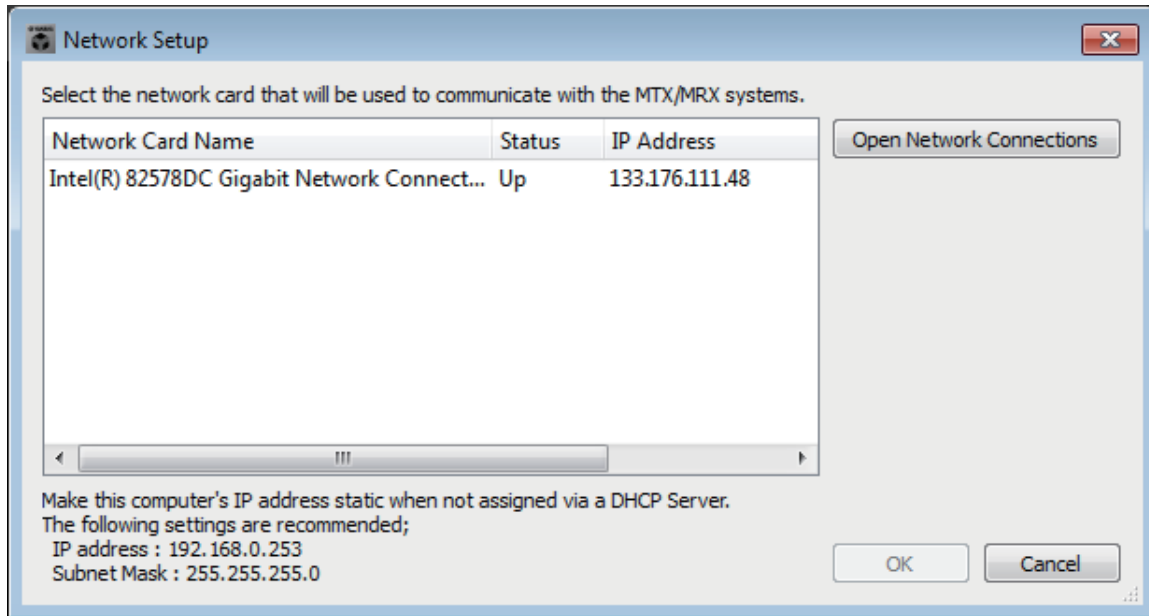 Network Setup
Select the network card that will be used to communicate with the MTX/MRX systems.
Network Card Name Status IP Address
Open Network Connections
Intel(R) 82578DC Gigabit Network Connect... Up 133.176.111.48
Make this computer's IP address static when not assigned via a DHCP Server.
The following settings are recommended;
IP address : 192.168.0.253
Subnet Mask : 255.255.255.0
OK Cancel